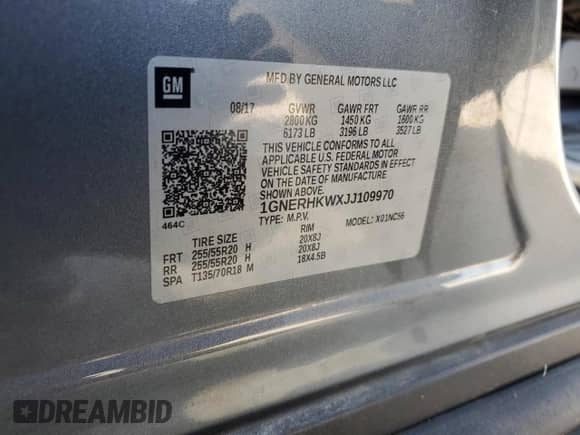 GM
MFD BY GENERAL MOTORS LLC
08/17 GVWR GAWR FRT GAWR RR
2800 KG 1450 KG 1600 KG
6173 LB 3196 LB 3527 LB
THIS VEHICLE CONFORMS TO ALL
APPLICABLE U.S. FEDERAL MOTOR
VEHICLE SAFETY STANDARDS IN EFFECT
ON THE DATE OF MANUFACTURE
SHOWN ABOVE.
1GNERHKWXJJ109970
TYPE: M.P.V. MODEL: X01NC56
464C
TIRE SIZE RIM
FRT 255/55R20 H 20X8J
RR 255/55R20 H 20X8J
SPA T135/70R18 M 18X4.5B
DREAMBID